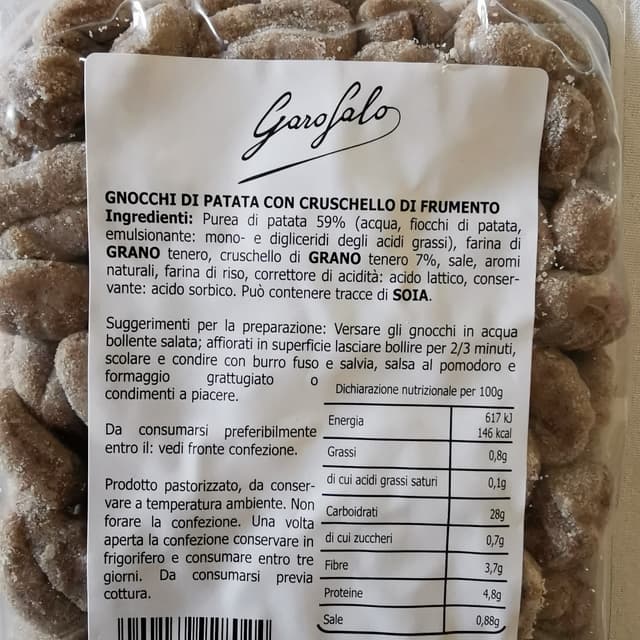 Garofalo
GNOCCHI DI PATATA CON CRUSCHELLO DI FRUMENTO
Ingredienti: Purea di patata 59% (acqua, fiocchi di patata,
emulsionante: mono- e digliceridi degli acidi grassi), farina di
GRANO tenero, cruschello di GRANO tenero 7%, sale, aromi
naturali, farina di riso, correttore di acidità: acido lattico, conser-
vante: acido sorbico. Può contenere tracce di SOIA.
Suggerimenti per la preparazione: Versare gli gnocchi in acqua
bollente salata; affiorati in superficie lasciare bollire per 2/3 minuti,
scolare e condire con burro fuso e salvia, salsa al pomodoro e
formaggio grattugiato o
condimenti a piacere.
Da consumarsi preferibilmente
entro il: vedi fronte confezione.
Prodotto pastorizzato, da conser-
vare a temperatura ambiente. Non
forare la confezione. Una volta
aperta la confezione conservare in
frigorifero e consumare entro tre
giorni. Da consumarsi previa
cottura.
Dichiarazione nutrizionale per 100g
Energia 617 kJ
146 kcal
Grassi 0,8g
di cui acidi grassi saturi 0,1g
Carboidrati 28g
di cui zuccheri 0,7g
Fibre 3,7g
Proteine 4,8g
Sale 0,88g